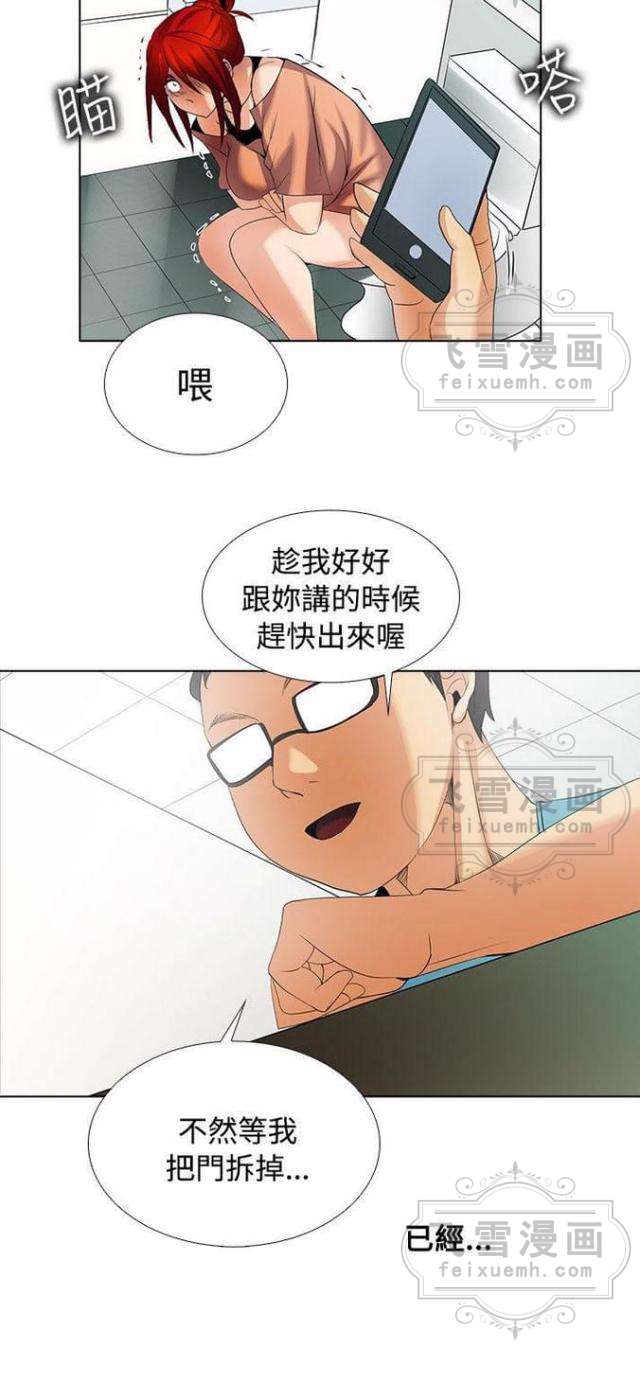 瞄
嗒
飞雪漫画
feixuemh.com
喂
趁我好好
跟妳講的時候
趕快出來喔
飞雪漫画
feixuemh.com
不然等我
把門拆掉...
已經...
飞雪漫画
feixuemh.com